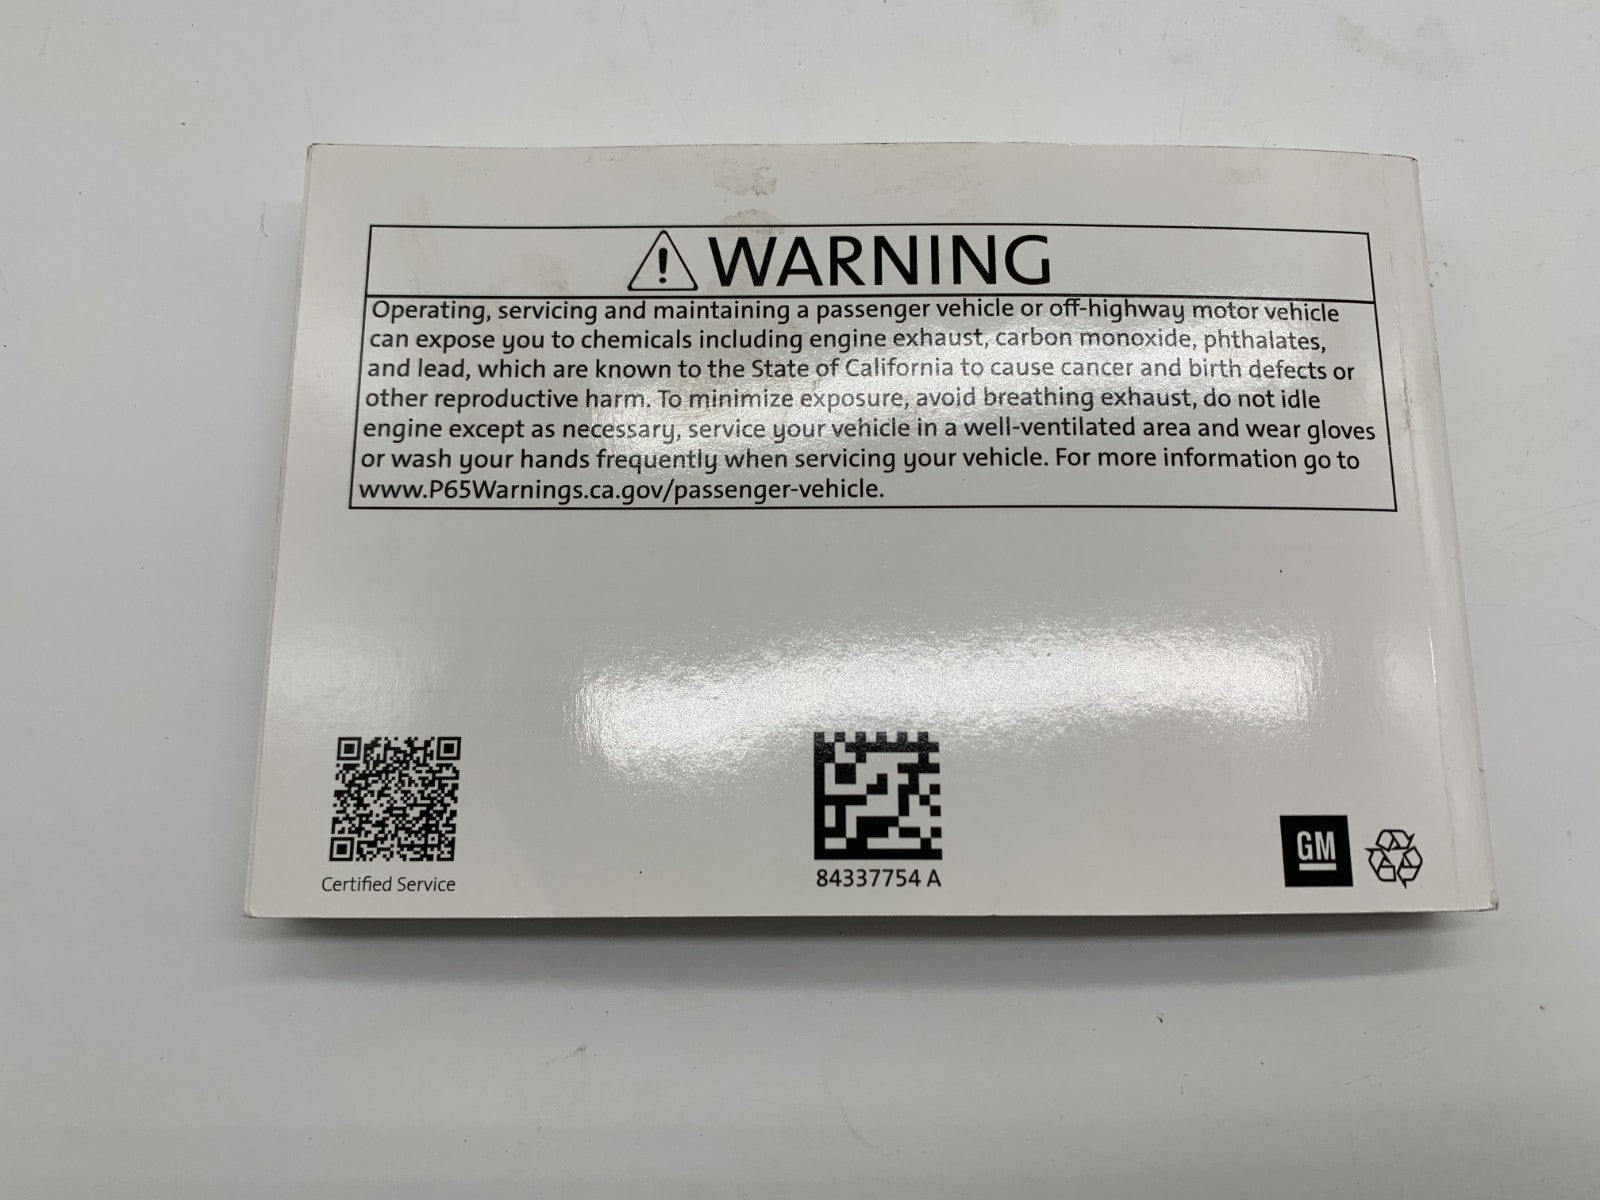 WARNING
Operating, servicing and maintaining a passenger vehicle or off-highway motor vehicle
can expose you to chemicals including engine exhaust, carbon monoxide, phthalates,
and lead, which are known to the State of California to cause cancer and birth defects or
other reproductive harm. To minimize exposure, avoid breathing exhaust, do not idle
engine except as necessary, service your vehicle in a well-ventilated area and wear gloves
or wash your hands frequently when servicing your vehicle. For more information go to
www.P65Warnings.ca.gov/passenger-vehicle.
Certified Service
84337754 A
GM